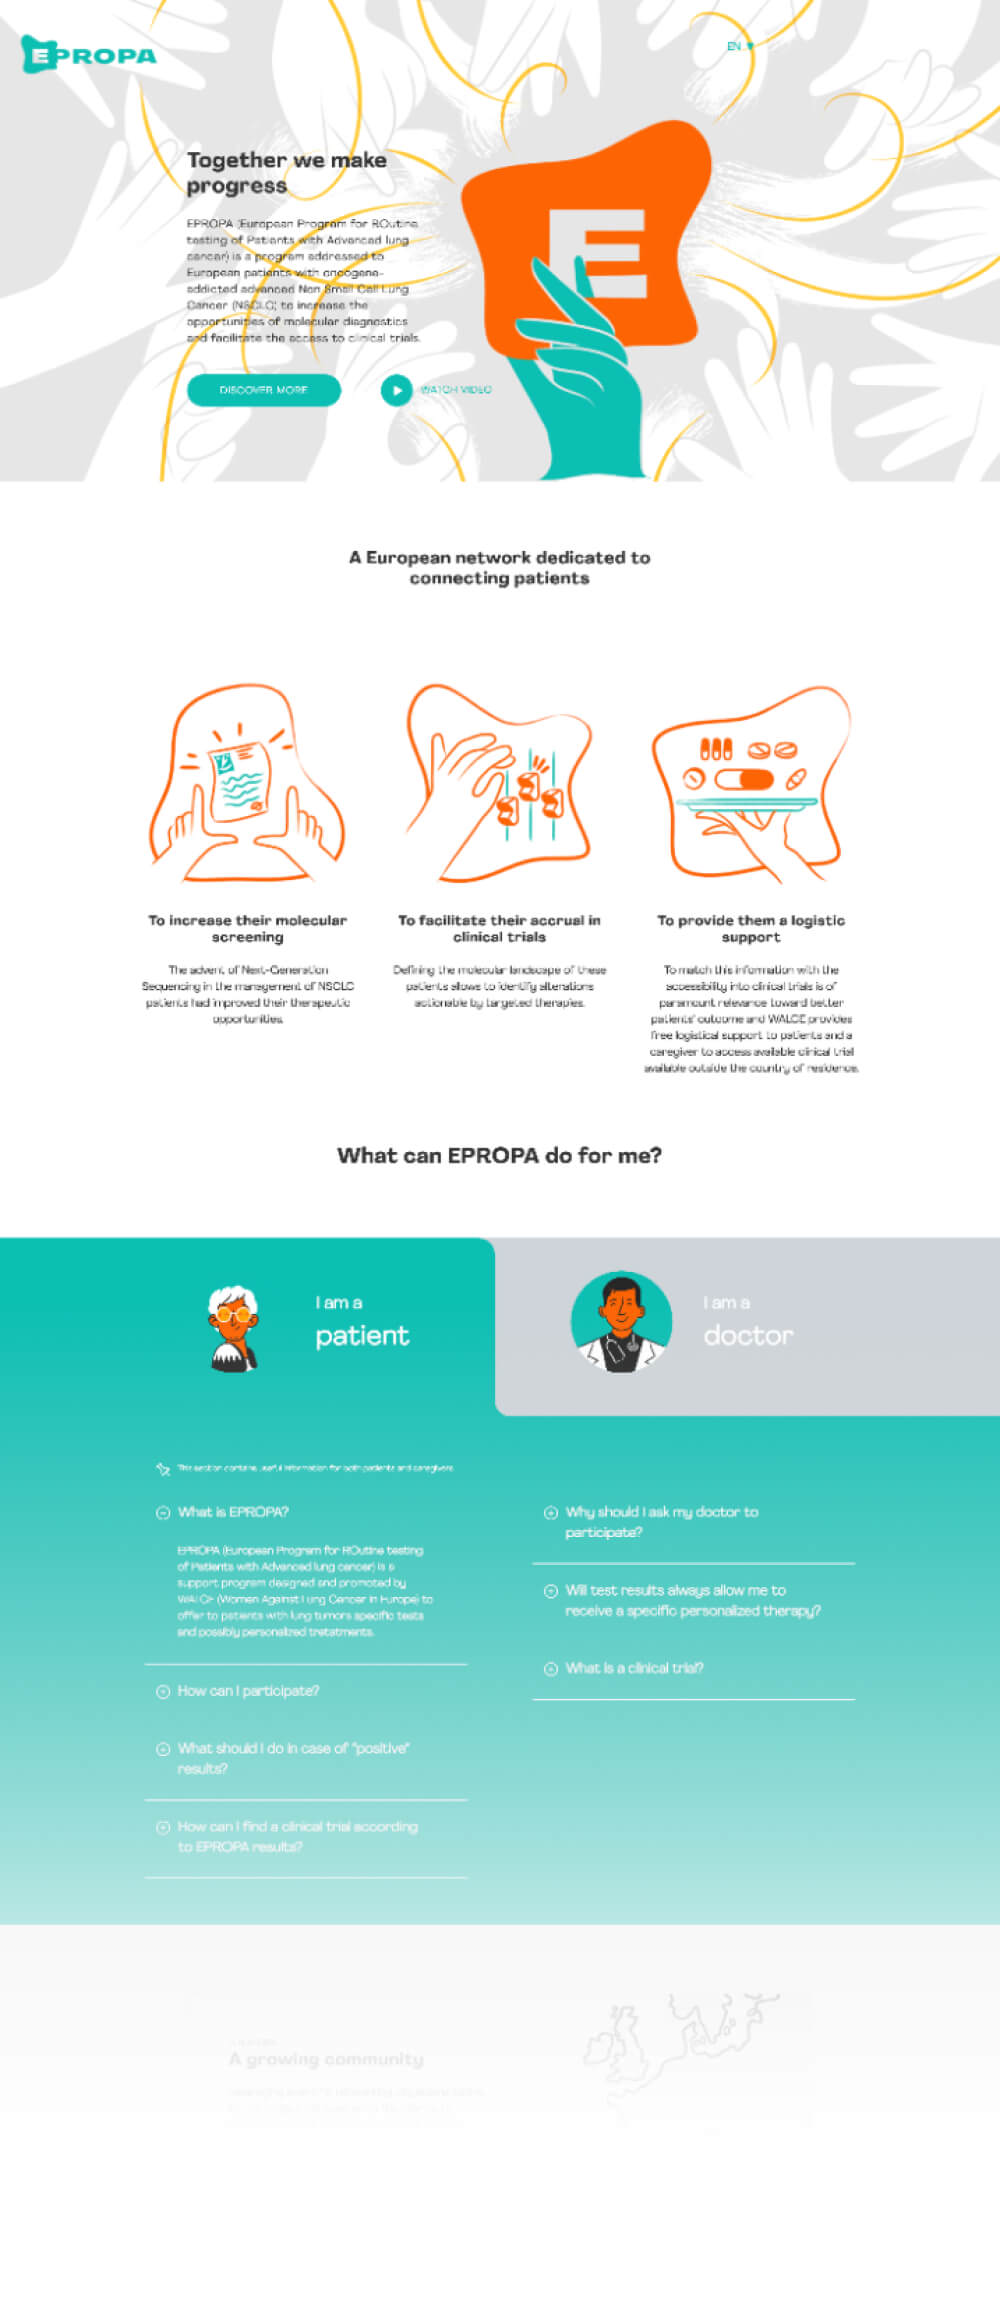 EPROPA
EN
Together we make
progress
EPROPA (European Program for ROutine
testing of Patients with Advanced lung
cancer) is a program addressed to
European patients with oncogene-
addicted advanced Non Small Cell Lung
Cancer (NSCLC) to increase the
opportunities of molecular diagnostics
and facilitate the access to clinical trials.
DISCOVER MORE
WATCH VIDEO
E
A European network dedicated to
connecting patients
To increase their molecular
screening
The advent of Next-Generation
Sequencing in the management of NSCLC
patients had improved their therapeutic
opportunities.
To facilitate their accrual in
clinical trials
Defining the molecular landscape of these
patients allows to identify alterations
actionable by targeted therapies.
To provide them a logistic
support
To match this information with the
accessibility into clinical trials is of
paramount relevance toward better
patients' outcome and WALCE provides
free logistical support to patients and a
caregiver to access available clinical trial
available outside the country of residence.
What can EPROPA do for me?
I am a
patient
I am a
doctor
This section contains useful information for both patients and caregivers
What is EPROPA?
EPROPA (European Program for ROutine testing
of Patients with Advanced lung cancer) is a
support program designed and promoted by
WALCE (Women Against Lung Cancer in Europe) to
offer to patients with lung tumors specific tests
and possibly personalized tretatments.
How can I participate?
What should I do in case of "positive"
results?
How can I find a clinical trial according
to EPROPA results?
Why should I ask my doctor to
participate?
Will test results always allow me to
receive a specific personalized therapy?
What is a clinical trial?
A growing community